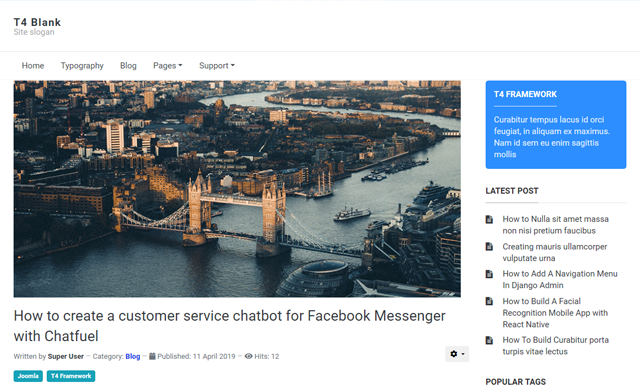 T4 Blank
Site slogan
Home Typography Blog Pages Support
How to create a customer service chatbot for Facebook Messenger
with Chatfuel
Written by Super User – Category: Blog – Published: 11 April 2019 – Hits: 12
Joomla T4 Framework
T4 FRAMEWORK
Curabitur tempus lacus id orci
feugiat, in aliquam ex maximus.
Nam id sem eu enim sagittis
mollis
LATEST POST
How to Nulla sit amet massa
non nisi pretium faucibus
Creating mauris ullamcorper
vulputate urna
How to Add A Navigation Menu
In Django Admin
How to Build A Facial
Recognition Mobile App with
React Native
How To Build Curabitur porta
turpis vitae lectus
POPULAR TAGS